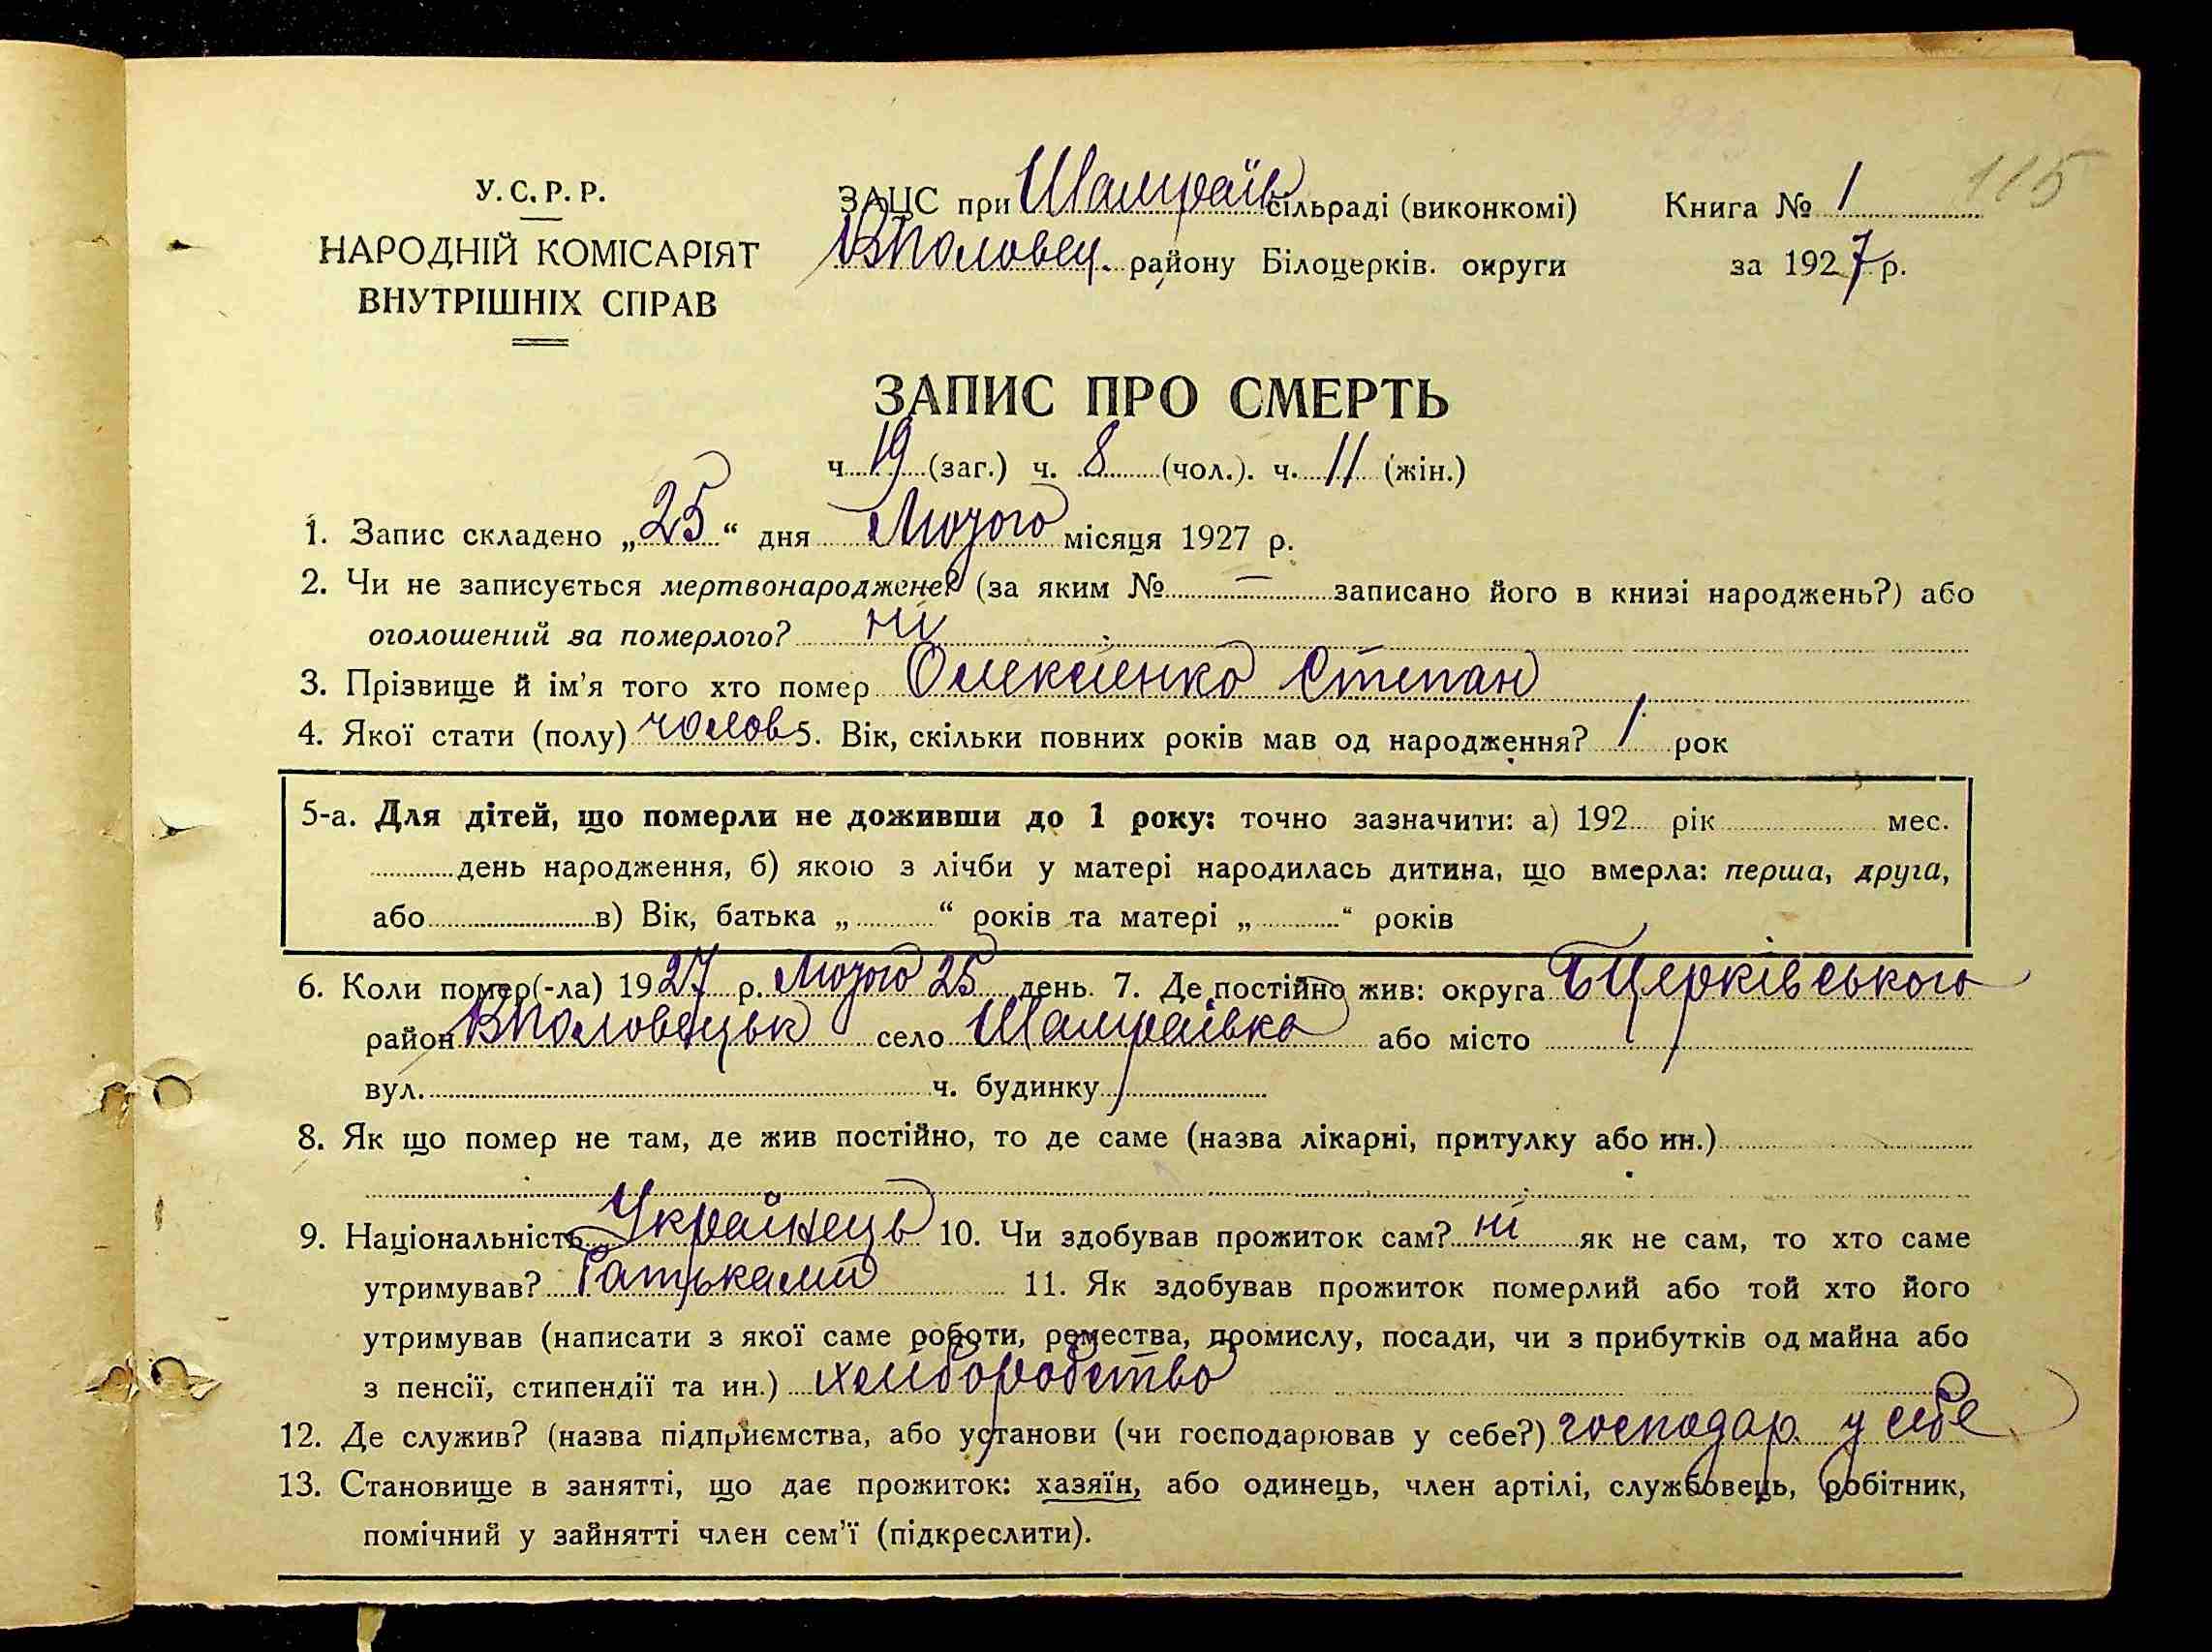 115
У.С.Р.Р.
НАРОДНІЙ КОМІСАРІЯТ
ВНУТРІШНІХ СПРАВ
ЗАЦС при Шамраїв сільраді (виконкомі)
Книга № 1
ВПоловец. району Білоцерків. округи
за 1927 р.
ЗАПИС ПРО СМЕРТЬ
ч 19 (заг.) ч. 8 (чол.). ч. 11 (жін.)
1. Запис складено „25“ дня Лютого місяця 1927 р.
2. Чи не записується мертвонароджене? (за яким № — записано його в книзі народжень?) або
оголошений за померлого? ні
3. Прізвище й ім'я того хто помер Олексієнко Степан
4. Якої стати (полу) чолов 5. Вік, скільки повних років мав од народження? 1 рок
5-а. Для дітей, що померли не доживши до 1 року: точно зазначити: а) 192 рік мес.
день народження, б) якою з лічби у матері народилась дитина, що вмерла: перша, друга,
або в) Вік, батька „ “ років та матері „ “ років
6. Коли помер(-ла) 1927 р. Лютого 25 день. 7. Де постійно жив: округа БЦерківського
район ВПоловецьк село Шамраївка або місто
вул. ч. будинку
8. Як що помер не там, де жив постійно, то де саме (назва лікарні, притулку або ин.)
9. Національність Українець 10. Чи здобував прожиток сам? ні як не сам, то хто саме
утримував? Батьками 11. Як здобував прожиток померлий або той хто його
утримував (написати з якої саме роботи, ремества, промислу, посади, чи з прибутків од майна або
з пенсії, стипендії та ин.) хліборобство
12. Де служив? (назва підприємства, або установи (чи господарював у себе?) господар. у себе
13. Становище в занятті, що дає прожиток: хазяїн, або одинець, член артілі, службовець, робітник,
помічний у зайнятті член сем'ї (підкреслити).